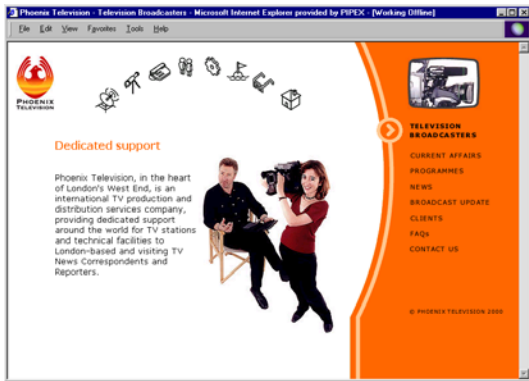 Phoenix Television - Television Broadcasters - Microsoft Internet Explorer provided by PIPEX - [Working Offline]
File Edit View Favorites Tools Help
PHOENIX
TELEVISION
Dedicated support
Phoenix Television, in the heart
of London's West End, is an
international TV production and
distribution services company,
providing dedicated support
around the world for TV stations
and technical facilities to
London-based and visiting TV
News Correspondents and
Reporters.
TELEVISION
BROADCASTERS
CURRENT AFFAIRS
PROGRAMMES
NEWS
BROADCAST UPDATE
CLIENTS
FAQs
CONTACT US
© PHOENIX TELEVISION 2000